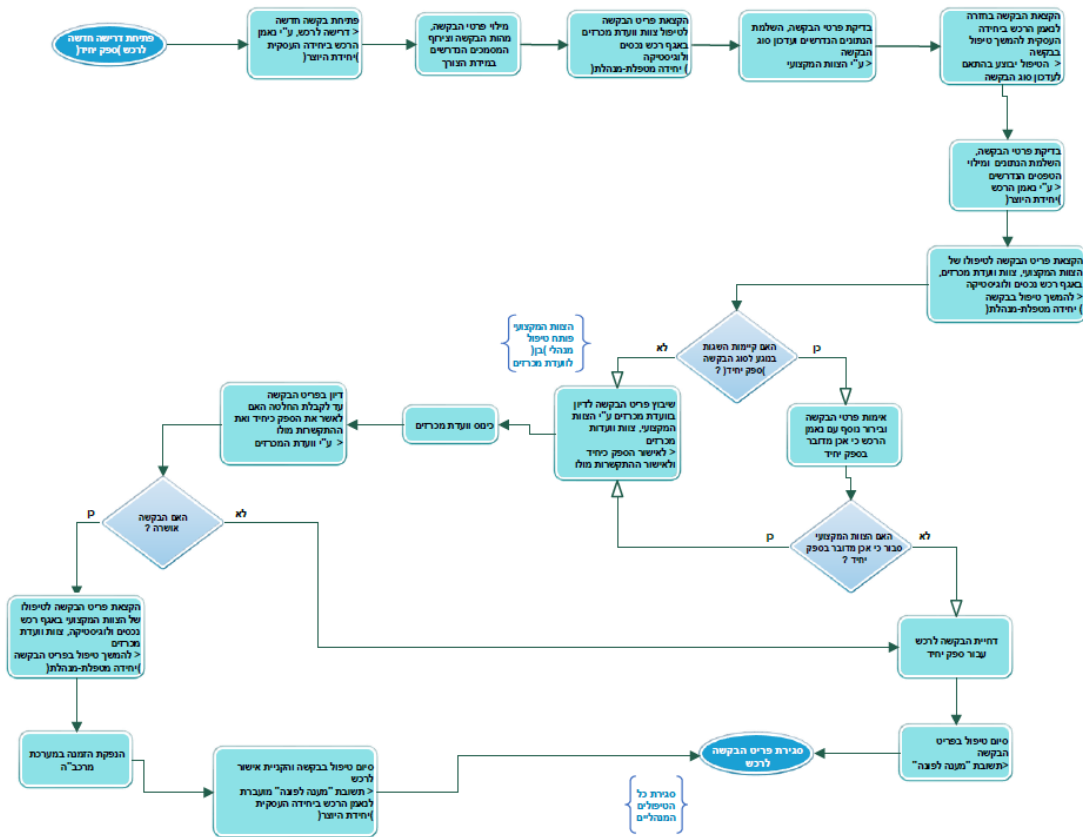 פתיחת דרישה חדשה
לרכש )ספק יחיד(
פתיחת בקשה חדשה
> דרישה לרכש, ע"י נאמן
הרכש ביחידה העסקית
)יחידת היוצר(
מילוי פרטי הבקשה,
מהות הבקשה וצירוף
המסמכים הנדרשים
במידת הצורך
הקצאת פריט הבקשה
לטיפול צוות וועדת מכרזים
באגף רכש נכסים
ולוגיסטיקה
) יחידה מטפלת-מנהלת(
בדיקת פרטי הבקשה, השלמת
הנתונים הנדרשים ועדכון סוג
הבקשה
> ע"י הצוות המקצועי
הקצאת הבקשה בחזרה
לנאמן הרכש ביחידה
העסקית להמשך טיפול
בבקשה
> הטיפול יבוצע בהתאם
לעדכון סוג הבקשה
בדיקת פרטי הבקשה,
השלמת הנתונים ומילוי
הטפסים הנדרשים
> ע"י נאמן הרכש
)יחידת היוצר(
הקצאת פריט הבקשה לטיפולו של
הצוות המקצועי, צוות וועדת מכרזים,
באגף רכש נכסים ולוגיסטיקה
> להמשך טיפול בבקשה
) יחידה מטפלת-מנהלת(
האם קיימות השגות
בנוגע לסוג הבקשה
)ספק יחיד( ?
כן
לא
הצוות המקצועי
פותח טיפול
מנהלי )בן(
לוועדת מכרזים
אימות פרטי הבקשה
ובירור נוסף עם נאמן
הרכש כי אכן מדובר
בספק יחיד
שיבוץ פריט הבקשה לדיון
בוועדת מכרזים ע"י הצוות
המקצועי, צוות וועדות
מכרזים
> לאישור הספק כיחיד
ולאישור ההתקשרות מולו
כינוס וועדת מכרזים
דיון בפריט הבקשה
עד לקבלת החלטה האם
לאשר את הספק כיחיד ואת
ההתקשרות מולו
> ע"י וועדת המכרזים
האם הצוות המקצועי
סבור כי אכן מדובר בספק
יחיד ?
לא
כן
האם הבקשה
אושרה ?
לא
כן
דחיית הבקשה לרכש
עבור ספק יחיד
הקצאת פריט הבקשה לטיפולו
של הצוות המקצועי באגף רכש
נכסים ולוגיסטיקה, צוות וועדת
מכרזים
> להמשך טיפול בפריט הבקשה
)יחידה מטפלת-מנהלת(
הנפקת הזמנה במערכת
מרכב"ה
סיום טיפול בבקשה והקניית אישור
לרכש
> תשובת "מענה לפונה" מועברת
לנאמן הרכש ביחידה העסקית
)יחידת היוצר(
סיום טיפול בפריט
הבקשה
>תשובת "מענה לפונה"
סגירת פריט הבקשה
לרכש
סגירת כל
הטיפולים
המנהליים